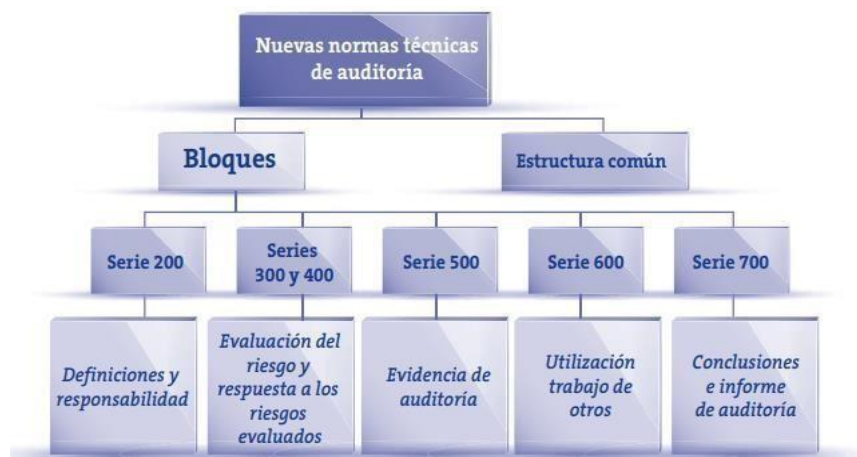 Nuevas normas técnicas
de auditoría
Bloques
Estructura común
Serie 200
Series
300 y 400
Serie 500
Serie 600
Serie 700
Definiciones y
responsabilidad
Evaluación del
riesgo y
respuesta a los
riesgos
evaluados
Evidencia de
auditoría
Utilización
trabajo de
otros
Conclusiones
e informe
de auditoría